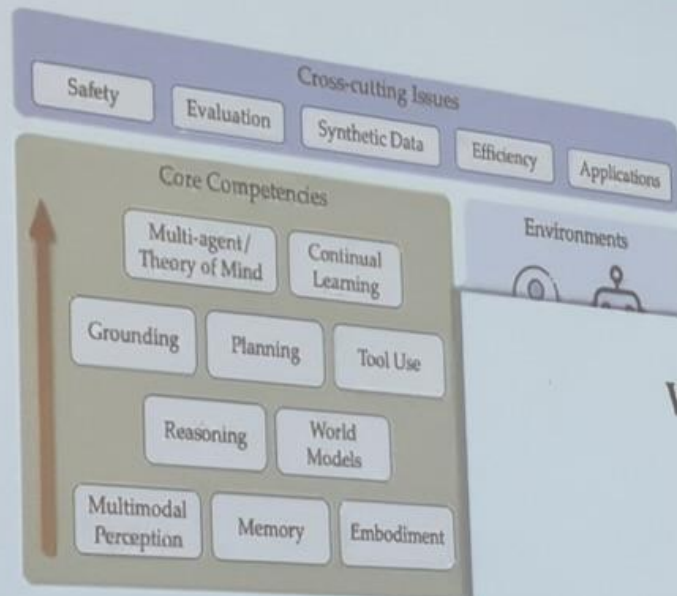 Cross-cutting Issues
Safety
Evaluation
Synthetic Data
Efficiency
Applications
Core Competencies
Multi-agent/
Theory of Mind
Continual
Learning
Grounding
Planning
Tool Use
Reasoning
World
Models
Multimodal
Perception
Memory
Embodiment
Environments